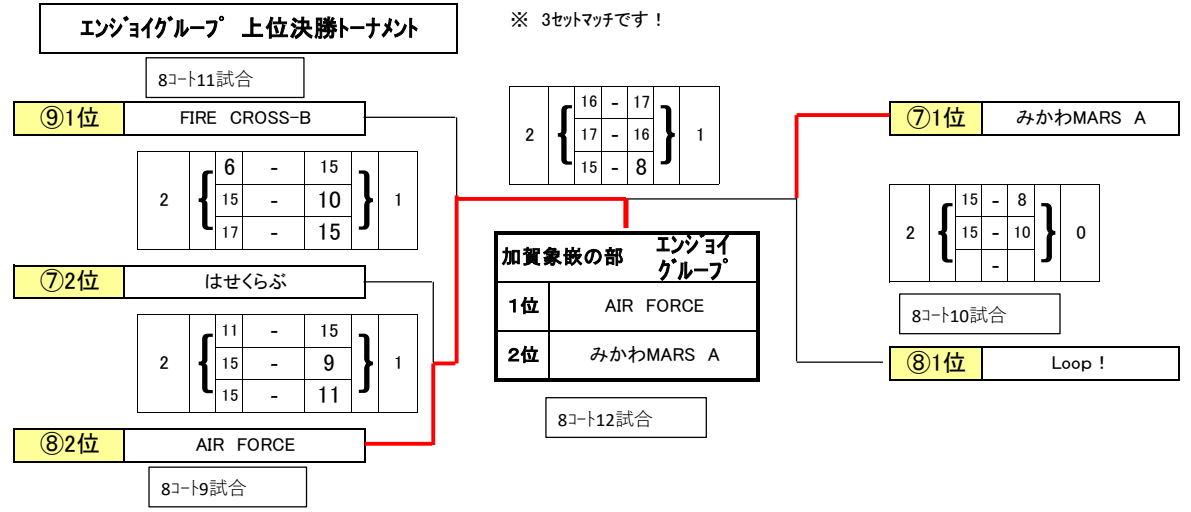 エンジョイグループ 上位決勝トーナメント
※ 3セットマッチです！
8コート11試合
⑨1位 FIRE CROSS-B
2 { 6 - 15 } 1
15 - 10
17 - 15
⑦2位 はせくらぶ
2 { 11 - 15 } 1
15 - 9
15 - 11
⑧2位 AIR FORCE
8コート9試合
2 { 16 - 17 } 1
17 - 16
15 - 8
加賀象嵌の部 エンジョイ
グループ
1位 AIR FORCE
2位 みかわMARS A
8コート12試合
⑦1位 みかわMARS A
2 { 15 - 8 } 0
15 - 10
-
8コート10試合
⑧1位 Loop！